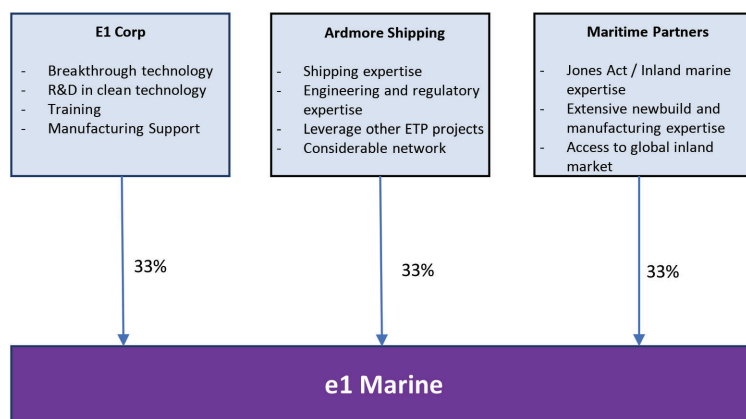 E1 Corp
- Breakthrough technology
- R&D in clean technology
- Training
- Manufacturing Support
Ardmore Shipping
- Shipping expertise
- Engineering and regulatory
expertise
- Leverage other ETP projects
- Considerable network
Maritime Partners
- Jones Act / Inland marine
expertise
- Extensive newbuild and
manufacturing expertise
- Access to global inland
market
33%
33%
33%
e1 Marine